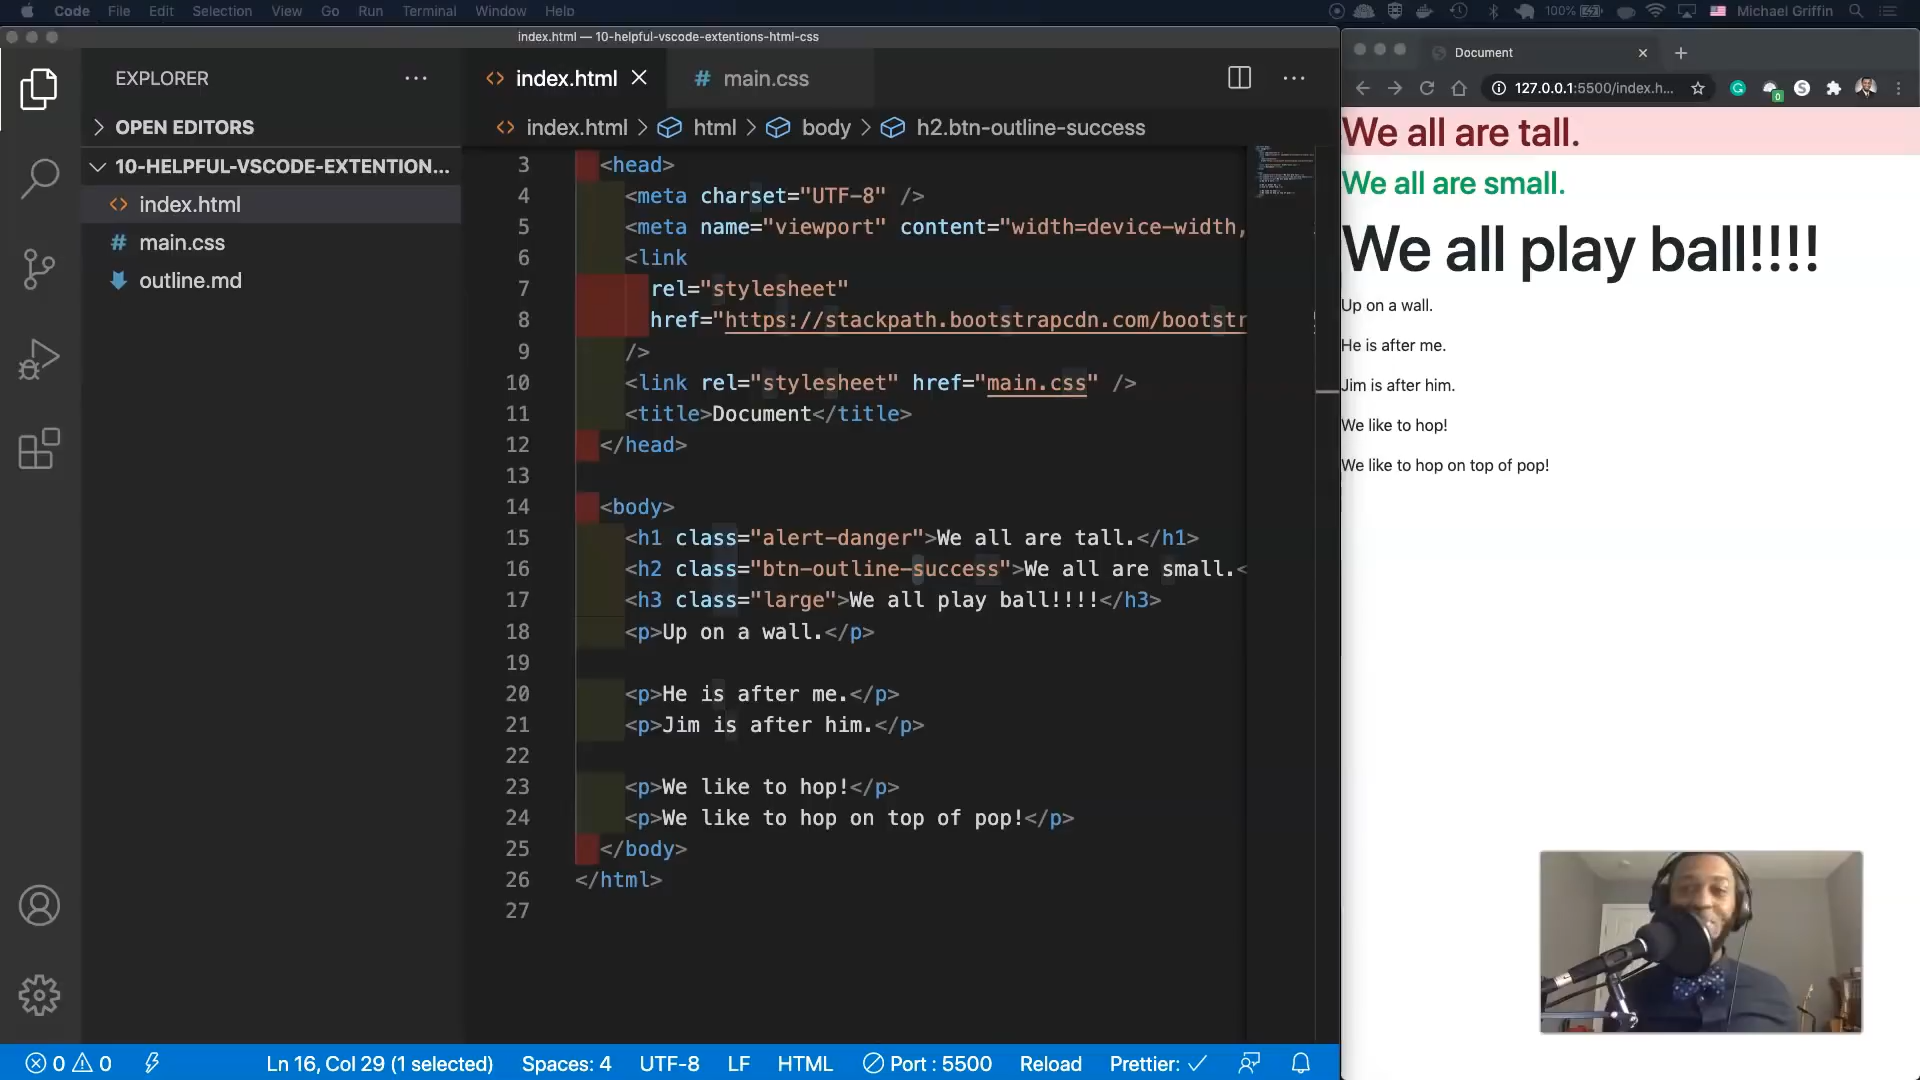 Code File Edit Selection View Go Run Terminal Window Help 100% Michael Griffin
index.html — 10-helpful-vscode-extentions-html-css
EXPLORER
OPEN EDITORS
10-HELPFUL-VSCODE-EXTENTION...
index.html
main.css
outline.md
index.html
main.css
index.html > html > body > h2.btn-outline-success
3 <head>
4 <meta charset="UTF-8" />
5 <meta name="viewport" content="width=device-width,
6 <link
7 rel="stylesheet"
8 href="https://stackpath.bootstrapcdn.com/bootstr
9 />
10 <link rel="stylesheet" href="main.css" />
11 <title>Document</title>
12 </head>
13
14 <body>
15 <h1 class="alert-danger">We all are tall.</h1>
16 <h2 class="btn-outline-success">We all are small.<
17 <h3 class="large">We all play ball!!!!</h3>
18 <p>Up on a wall.</p>
19
20 <p>He is after me.</p>
21 <p>Jim is after him.</p>
22
23 <p>We like to hop!</p>
24 <p>We like to hop on top of pop!</p>
25 </body>
26 </html>
27
0 0 Ln 16, Col 29 (1 selected) Spaces: 4 UTF-8 LF HTML Port : 5500 Reload Prettier: ✓
Document
127.0.0.1:5500/index.h...
0
We all are tall.
We all are small.
We all play ball!!!!
Up on a wall.
He is after me.
Jim is after him.
We like to hop!
We like to hop on top of pop!